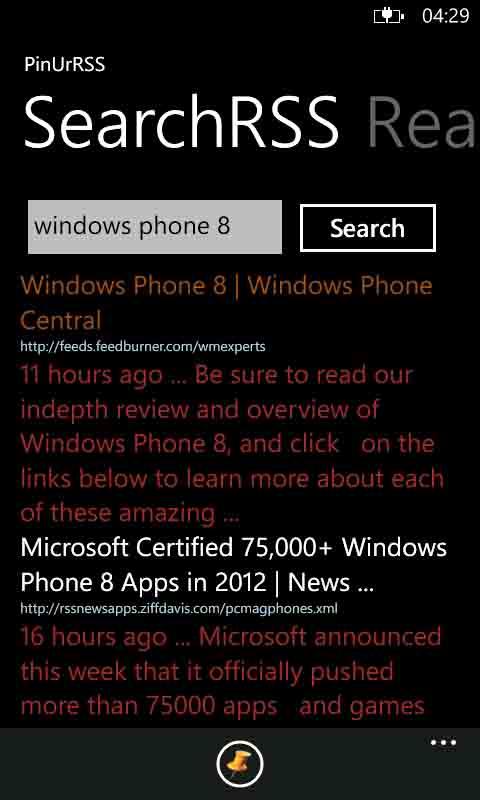 04:29
PinUrRSS
SearchRSS Rea
windows phone 8 Search
Windows Phone 8 | Windows Phone
Central
http://feeds.feedburner.com/wmexperts
11 hours ago ... Be sure to read our
indepth review and overview of
Windows Phone 8, and click   on the
links below to learn more about each
of these amazing ...
Microsoft Certified 75,000+ Windows
Phone 8 Apps in 2012 | News ...
http://rssnewsapps.ziffdavis.com/pcmagphones.xml
16 hours ago ... Microsoft announced
this week that it officially pushed
more than 75000 apps   and games
...